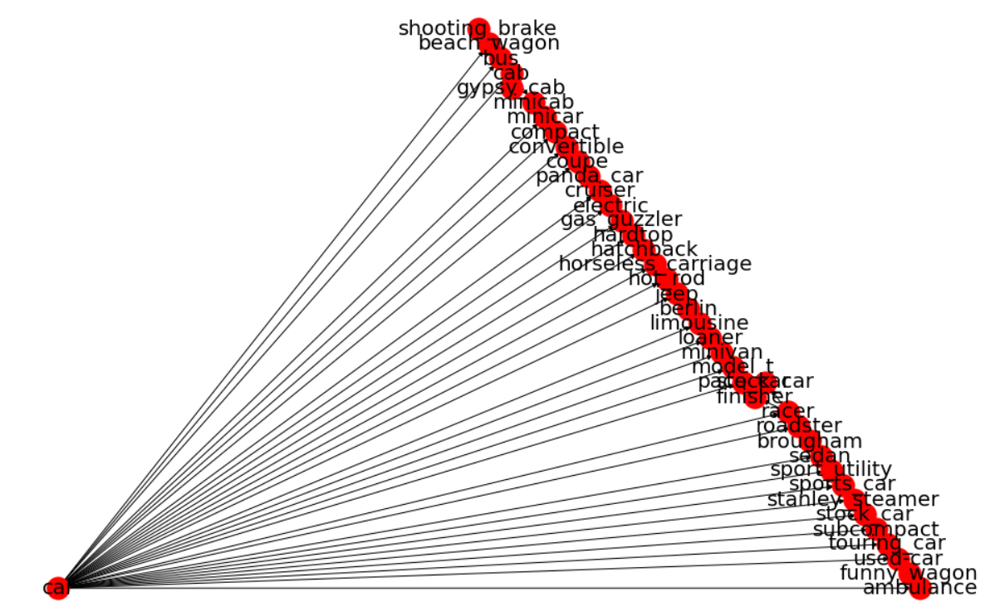 shooting_brake
beach_wagon
bus
cab
gypsy_cab
minicab
minicar
compact
convertible
coupe
panda_car
cruiser
electric
gas_guzzler
hardtop
hatchback
horseless_carriage
hot_rod
jeep
berlin
limousine
loaner
minivan
model_t
finisher
racer
roadster
brougham
sedan
sport_utility
sports_car
stanley_steamer
stock_car
subcompact
touring_car
used-car
funny_wagon
car
ambulance